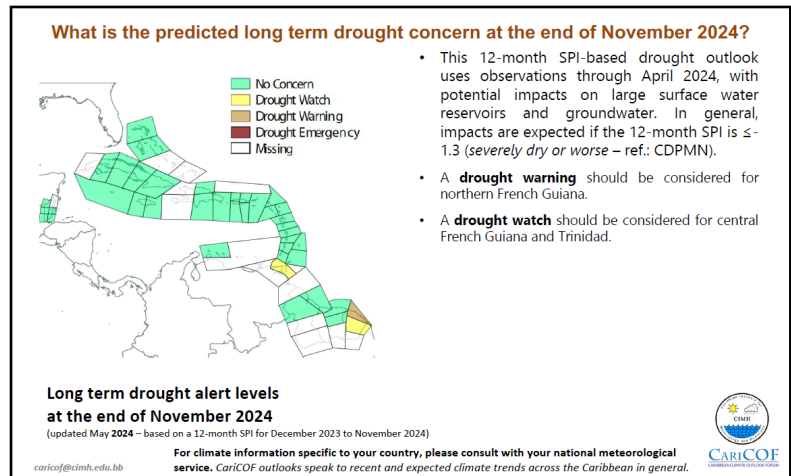 What is the predicted long term drought concern at the end of November 2024?
No Concern
Drought Watch
Drought Warning
Drought Emergency
Missing
• This 12-month SPI-based drought outlook
uses observations through April 2024, with
potential impacts on large surface water
reservoirs and groundwater. In general,
impacts are expected if the 12-month SPI is ≤-
1.3 (severely dry or worse – ref.: CDPMN).
• A drought warning should be considered for
northern French Guiana.
• A drought watch should be considered for central
French Guiana and Trinidad.
Long term drought alert levels
at the end of November 2024
(updated May 2024 – based on a 12-month SPI for December 2023 to November 2024)
For climate information specific to your country, please consult with your national meteorological
service. CariCOF outlooks speak to recent and expected climate trends across the Caribbean in general.
caricof@cimh.edu.bb
CIMH
CARICOF
CARIBBEAN CLIMATE OUTLOOK FORUM